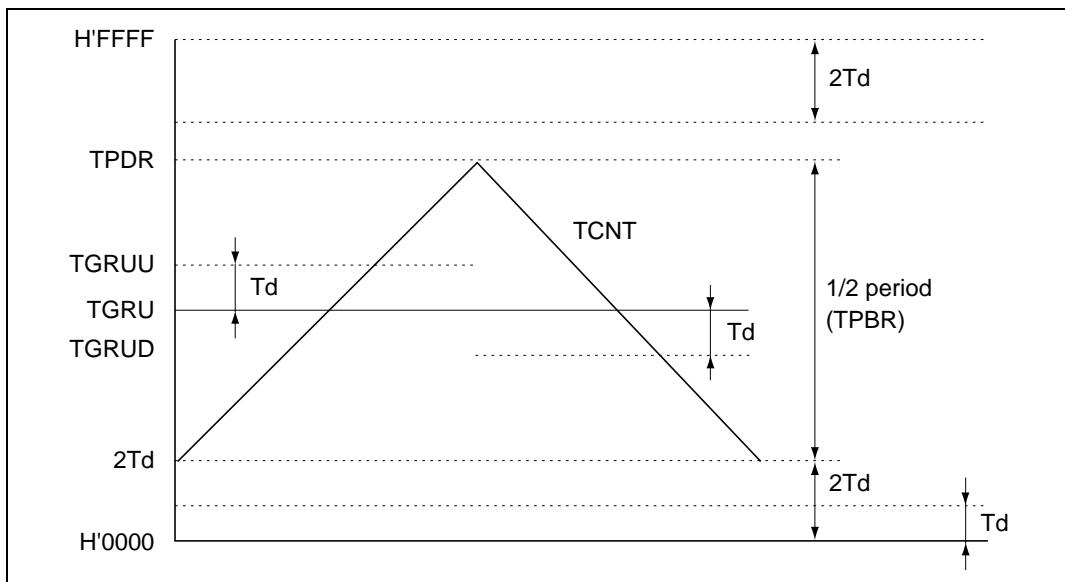 H'FFFF
2Td
TPDR
TCNT
TGRUU
Td
TGRU
1/2 period
(TPBR)
Td
TGRUD
2Td
2Td
Td
H'0000